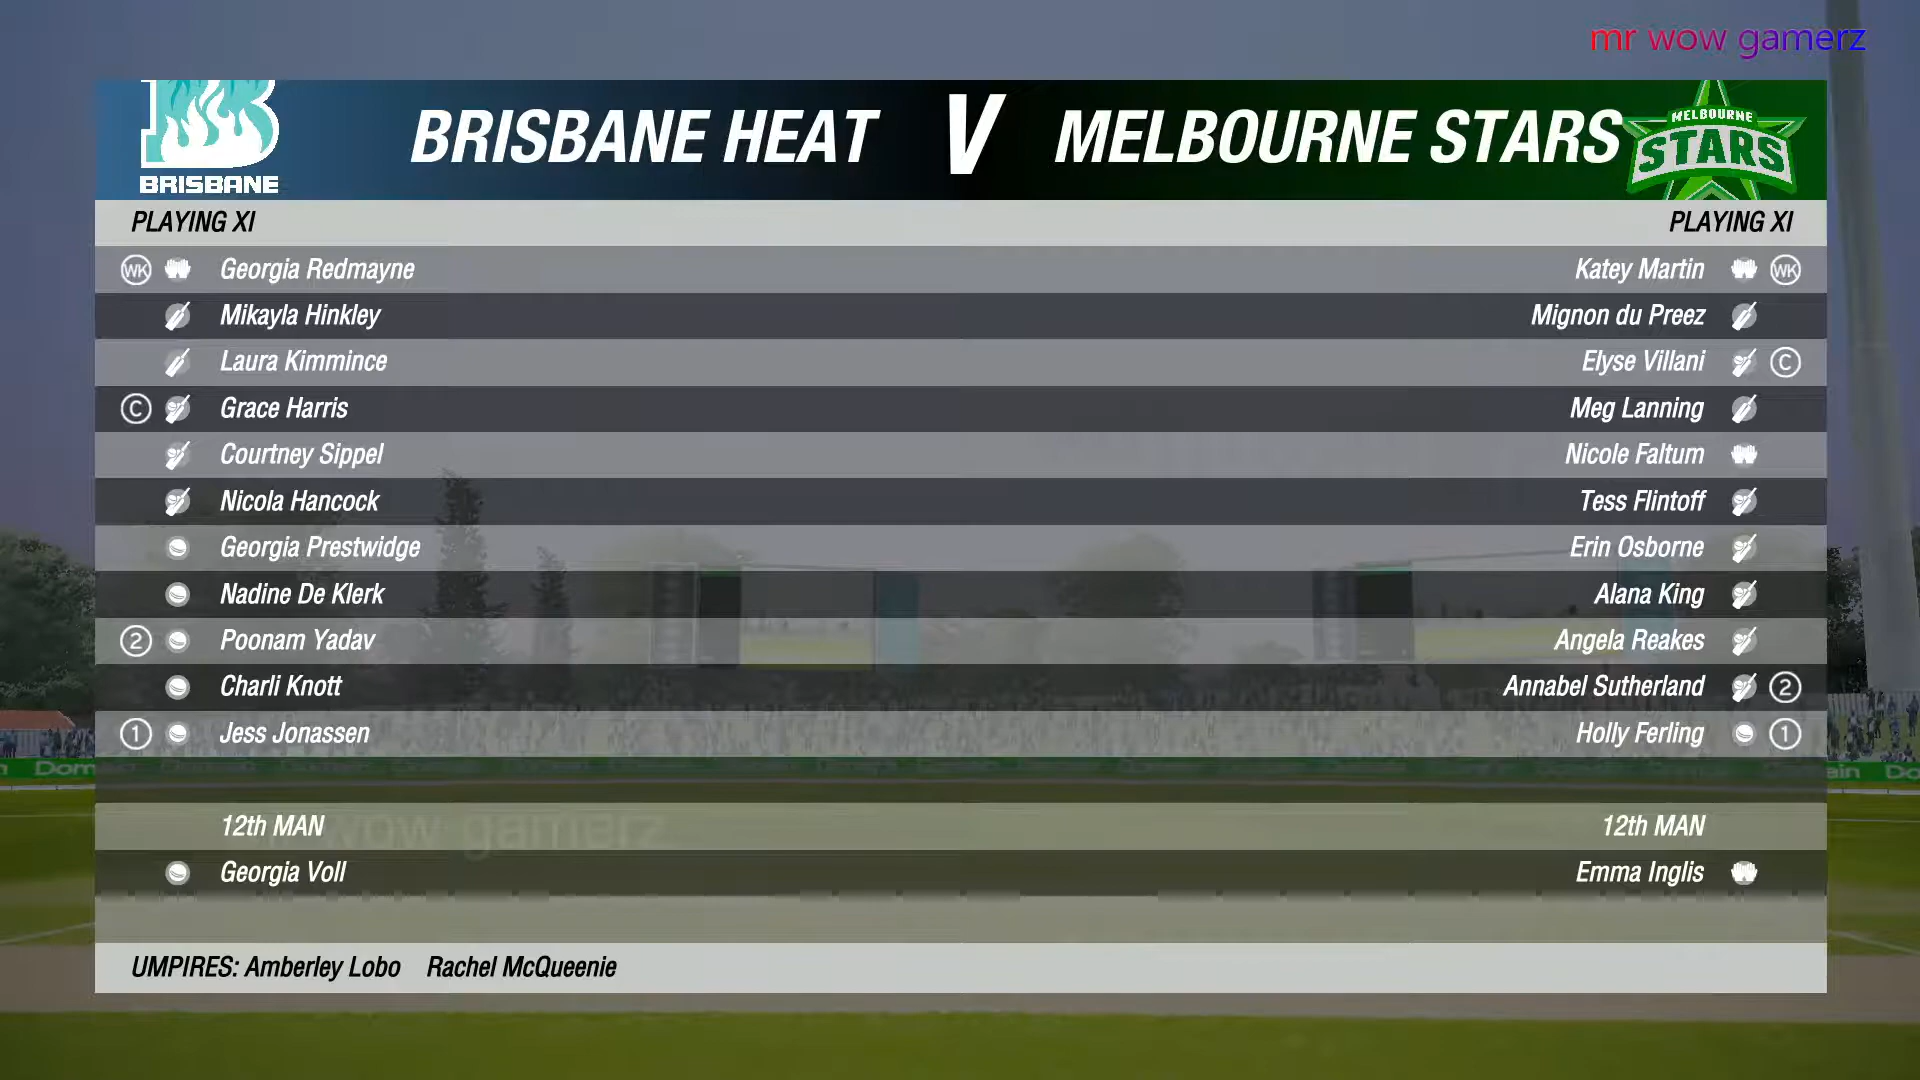 mr wow gamerz
BRISBANE HEAT V MELBOURNE STARS
BRISBANE
MELBOURNE
STARS
PLAYING XI PLAYING XI
WK Georgia Redmayne Katey Martin WK
Mikayla Hinkley Mignon du Preez
Laura Kimmince Elyse Villani C
C Grace Harris Meg Lanning
Courtney Sippel Nicole Faltum
Nicola Hancock Tess Flintoff
Georgia Prestwidge Erin Osborne
Nadine De Klerk Alana King
2 Poonam Yadav Angela Reakes
Charli Knott Annabel Sutherland 2
1 Jess Jonassen Holly Ferling 1
12th MAN 12th MAN
wow gamerz
Georgia Voll Emma Inglis
UMPIRES: Amberley Lobo Rachel McQueenie